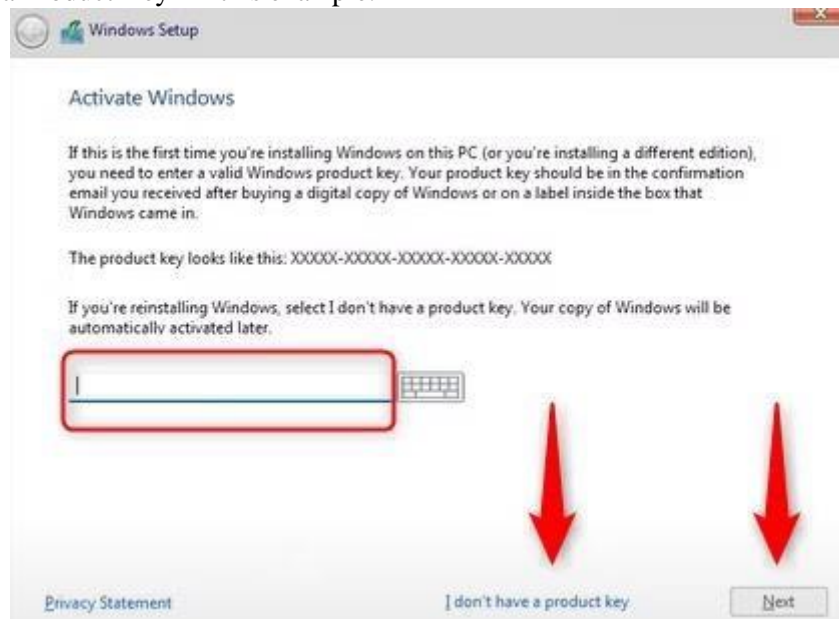 Windows Setup
Activate Windows
If this is the first time you're installing Windows on this PC (or you're installing a different edition),
you need to enter a valid Windows product key. Your product key should be in the confirmation
email you received after buying a digital copy of Windows or on a label inside the box that
Windows came in.
The product key looks like this: XXXXX-XXXXX-XXXXX-XXXXX-XXXXX
If you're reinstalling Windows, select I don't have a product key. Your copy of Windows will be
automatically activated later.
Privacy Statement
I don't have a product key
Next